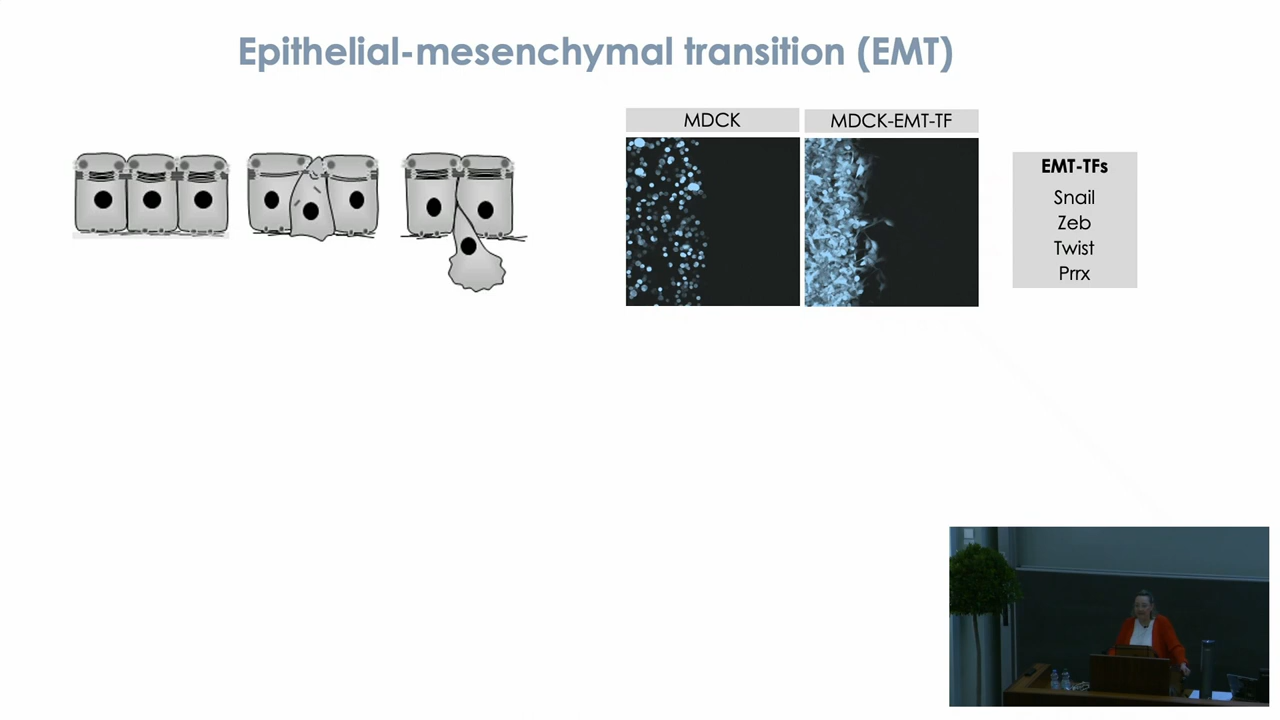 Epithelial-mesenchymal transition (EMT)
MDCK
MDCK-EMT-TF
EMT-TFs
Snail
Zeb
Twist
Prrx